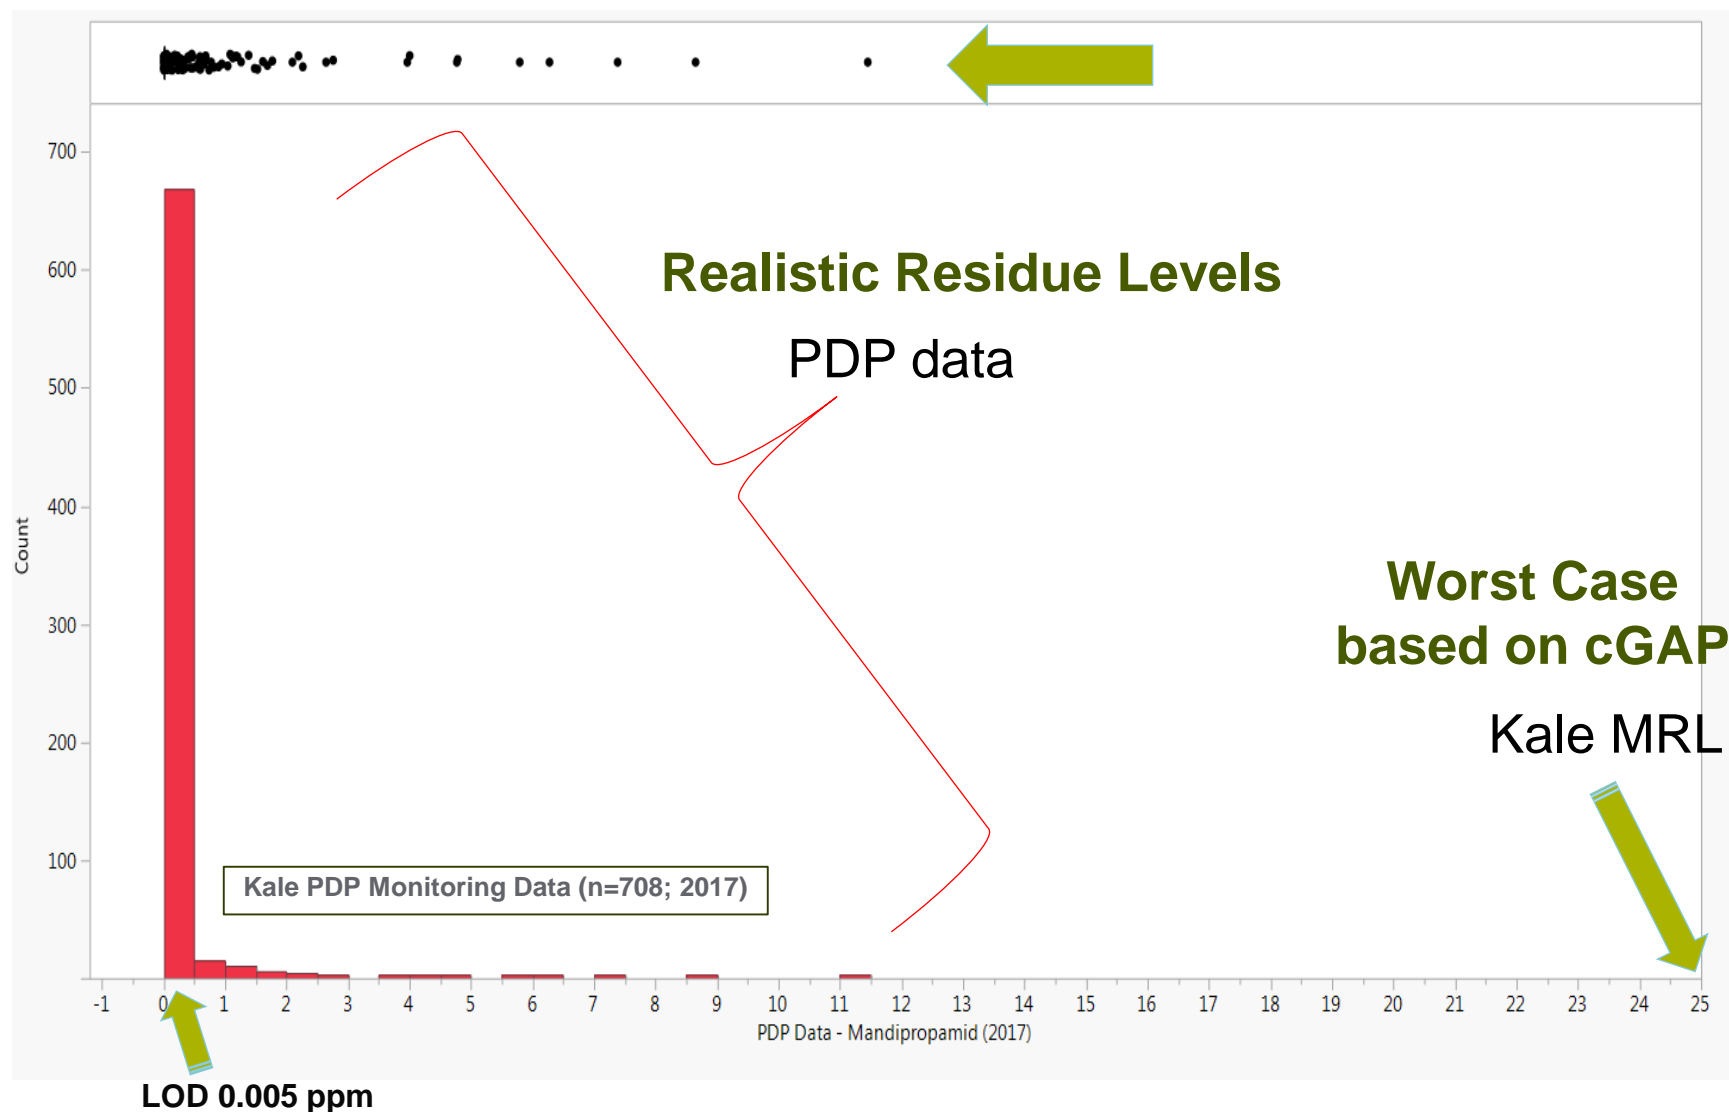 700
600
500
400
300
200
100
Count
Realistic Residue Levels
PDP data
Worst Case
based on cGAP
Kale MRL
Kale PDP Monitoring Data (n=708; 2017)
-1 0 1 2 3 4 5 6 7 8 9 10 11 12 13 14 15 16 17 18 19 20 21 22 23 24 25
PDP Data - Mandipropamid (2017)
LOD 0.005 ppm